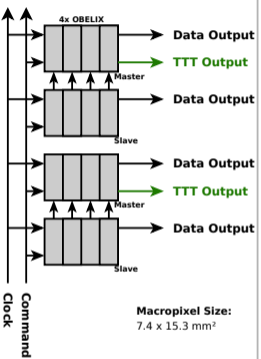 4x OBELIX
Data Output
TTT Output
Master
Data Output
Slave
Data Output
TTT Output
Master
Data Output
Slave
Clock
Command
Macropixel Size:
7.4 x 15.3 mm²